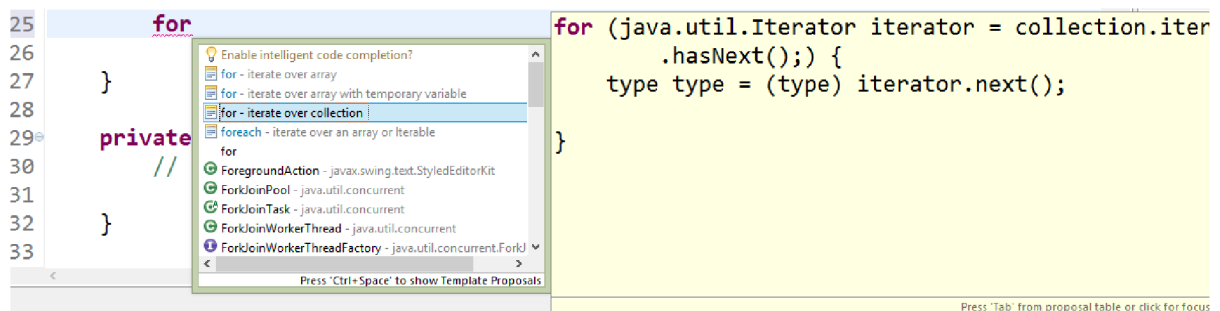 25 for
26
27 }
28
29 private
30 //
31
32 }
33
Enable intelligent code completion?
for - iterate over array
for - iterate over array with temporary variable
for - iterate over collection
foreach - iterate over an array or Iterable
for
ForegroundAction - javax.swing.text.StyledEditorKit
ForkJoinPool - java.util.concurrent
ForkJoinTask - java.util.concurrent
ForkJoinWorkerThread - java.util.concurrent
ForkJoinWorkerThreadFactory - java.util.concurrent.ForkJ
Press 'Ctrl+Space' to show Template Proposals
for (java.util.Iterator iterator = collection.iter
.hasNext();) {
type type = (type) iterator.next();
}
Press 'Tab' from proposal table or click for focus